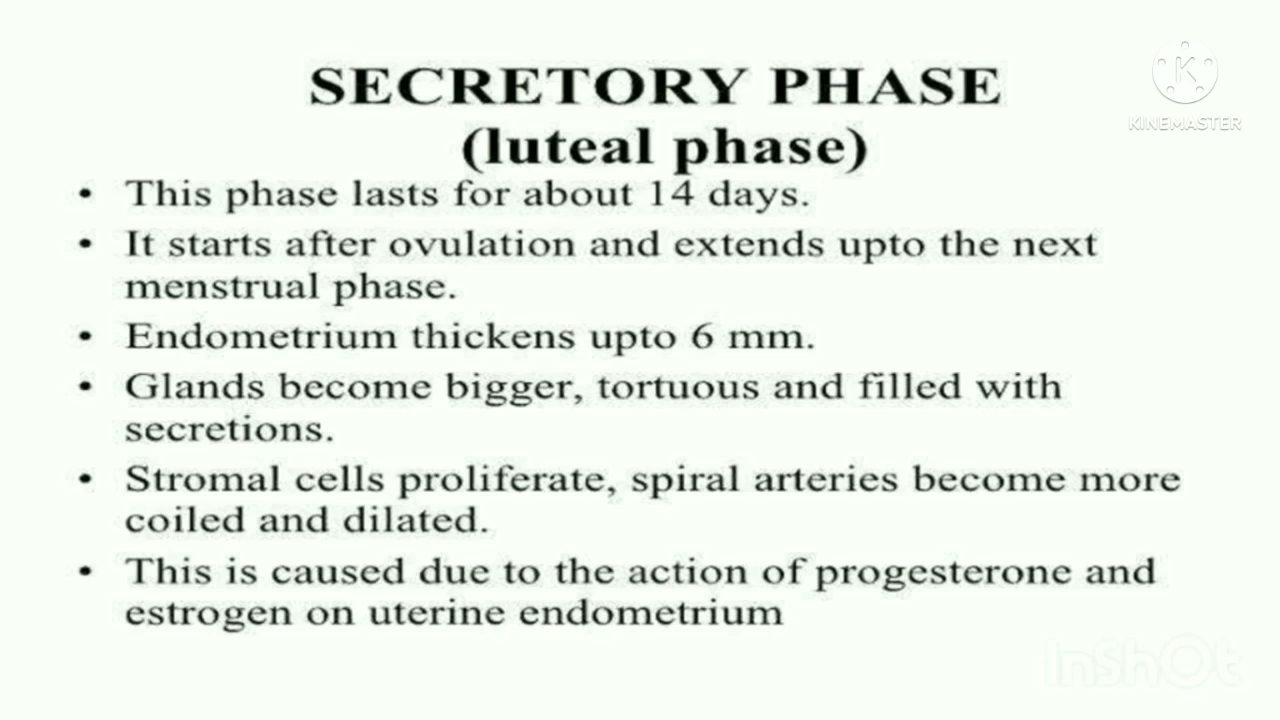 SECRETORY PHASE
(luteal phase)
• This phase lasts for about 14 days.
• It starts after ovulation and extends upto the next
menstrual phase.
• Endometrium thickens upto 6 mm.
• Glands become bigger, tortuous and filled with
secretions.
• Stromal cells proliferate, spiral arteries become more
coiled and dilated.
• This is caused due to the action of progesterone and
estrogen on uterine endometrium
K
KINEMASTER
InShOt